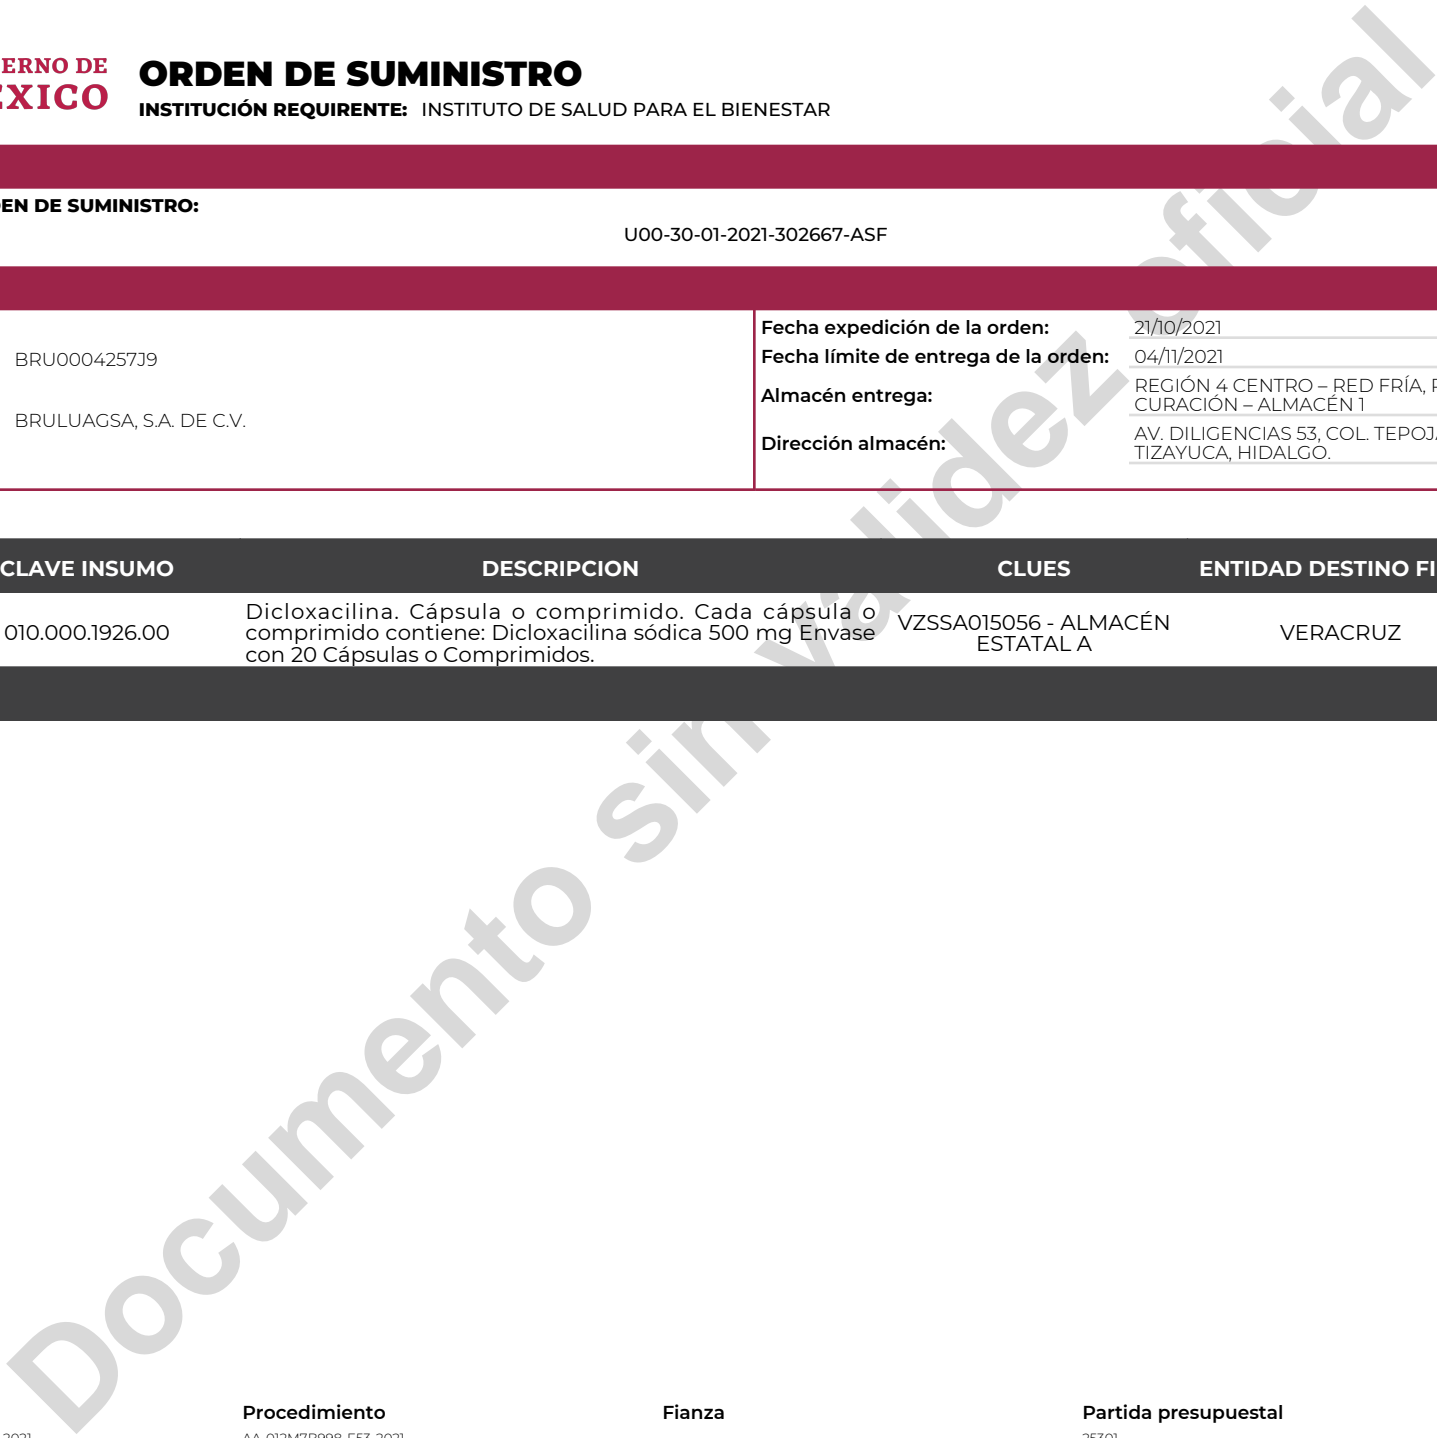 ERNO DE
EXICO
ORDEN DE SUMINISTRO
INSTITUCIÓN REQUIRENTE: INSTITUTO DE SALUD PARA EL BIENESTAR
EN DE SUMINISTRO:
U00-30-01-2021-302667-ASF
BRU0004257J9
BRULUAGSA, S.A. DE C.V.
Fecha expedición de la orden: 21/10/2021
Fecha límite de entrega de la orden: 04/11/2021
Almacén entrega: REGIÓN 4 CENTRO – RED FRÍA,
CURACIÓN – ALMACÉN 1
Dirección almacén: AV. DILIGENCIAS 53, COL. TEPOJ
TIZAYUCA, HIDALGO.
CLAVE INSUMO DESCRIPCION CLUES ENTIDAD DESTINO FI
010.000.1926.00
Dicloxacilina. Cápsula o comprimido. Cada cápsula o
comprimido contiene: Dicloxacilina sódica 500 mg Envase
con 20 Cápsulas o Comprimidos.
VZSSA015056 - ALMACÉN
ESTATAL A
VERACRUZ
Documento sin validez oficial
Procedimiento Fianza Partida presupuestal